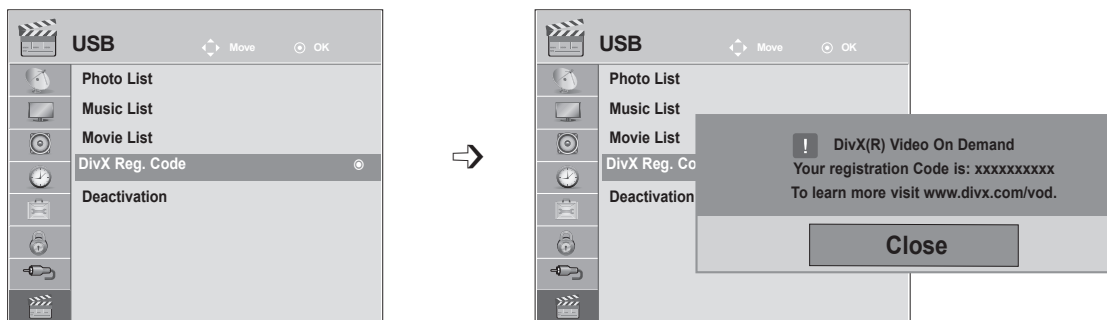 USB Move OK
Photo List
Music List
Movie List
DivX Reg. Code
Deactivation
USB Move OK
Photo List
Music List
Movie List
DivX Reg. Co
Deactivation
! DivX(R) Video On Demand
Your registration Code is: xxxxxxxxxx
To learn more visit www.divx.com/vod.
Close